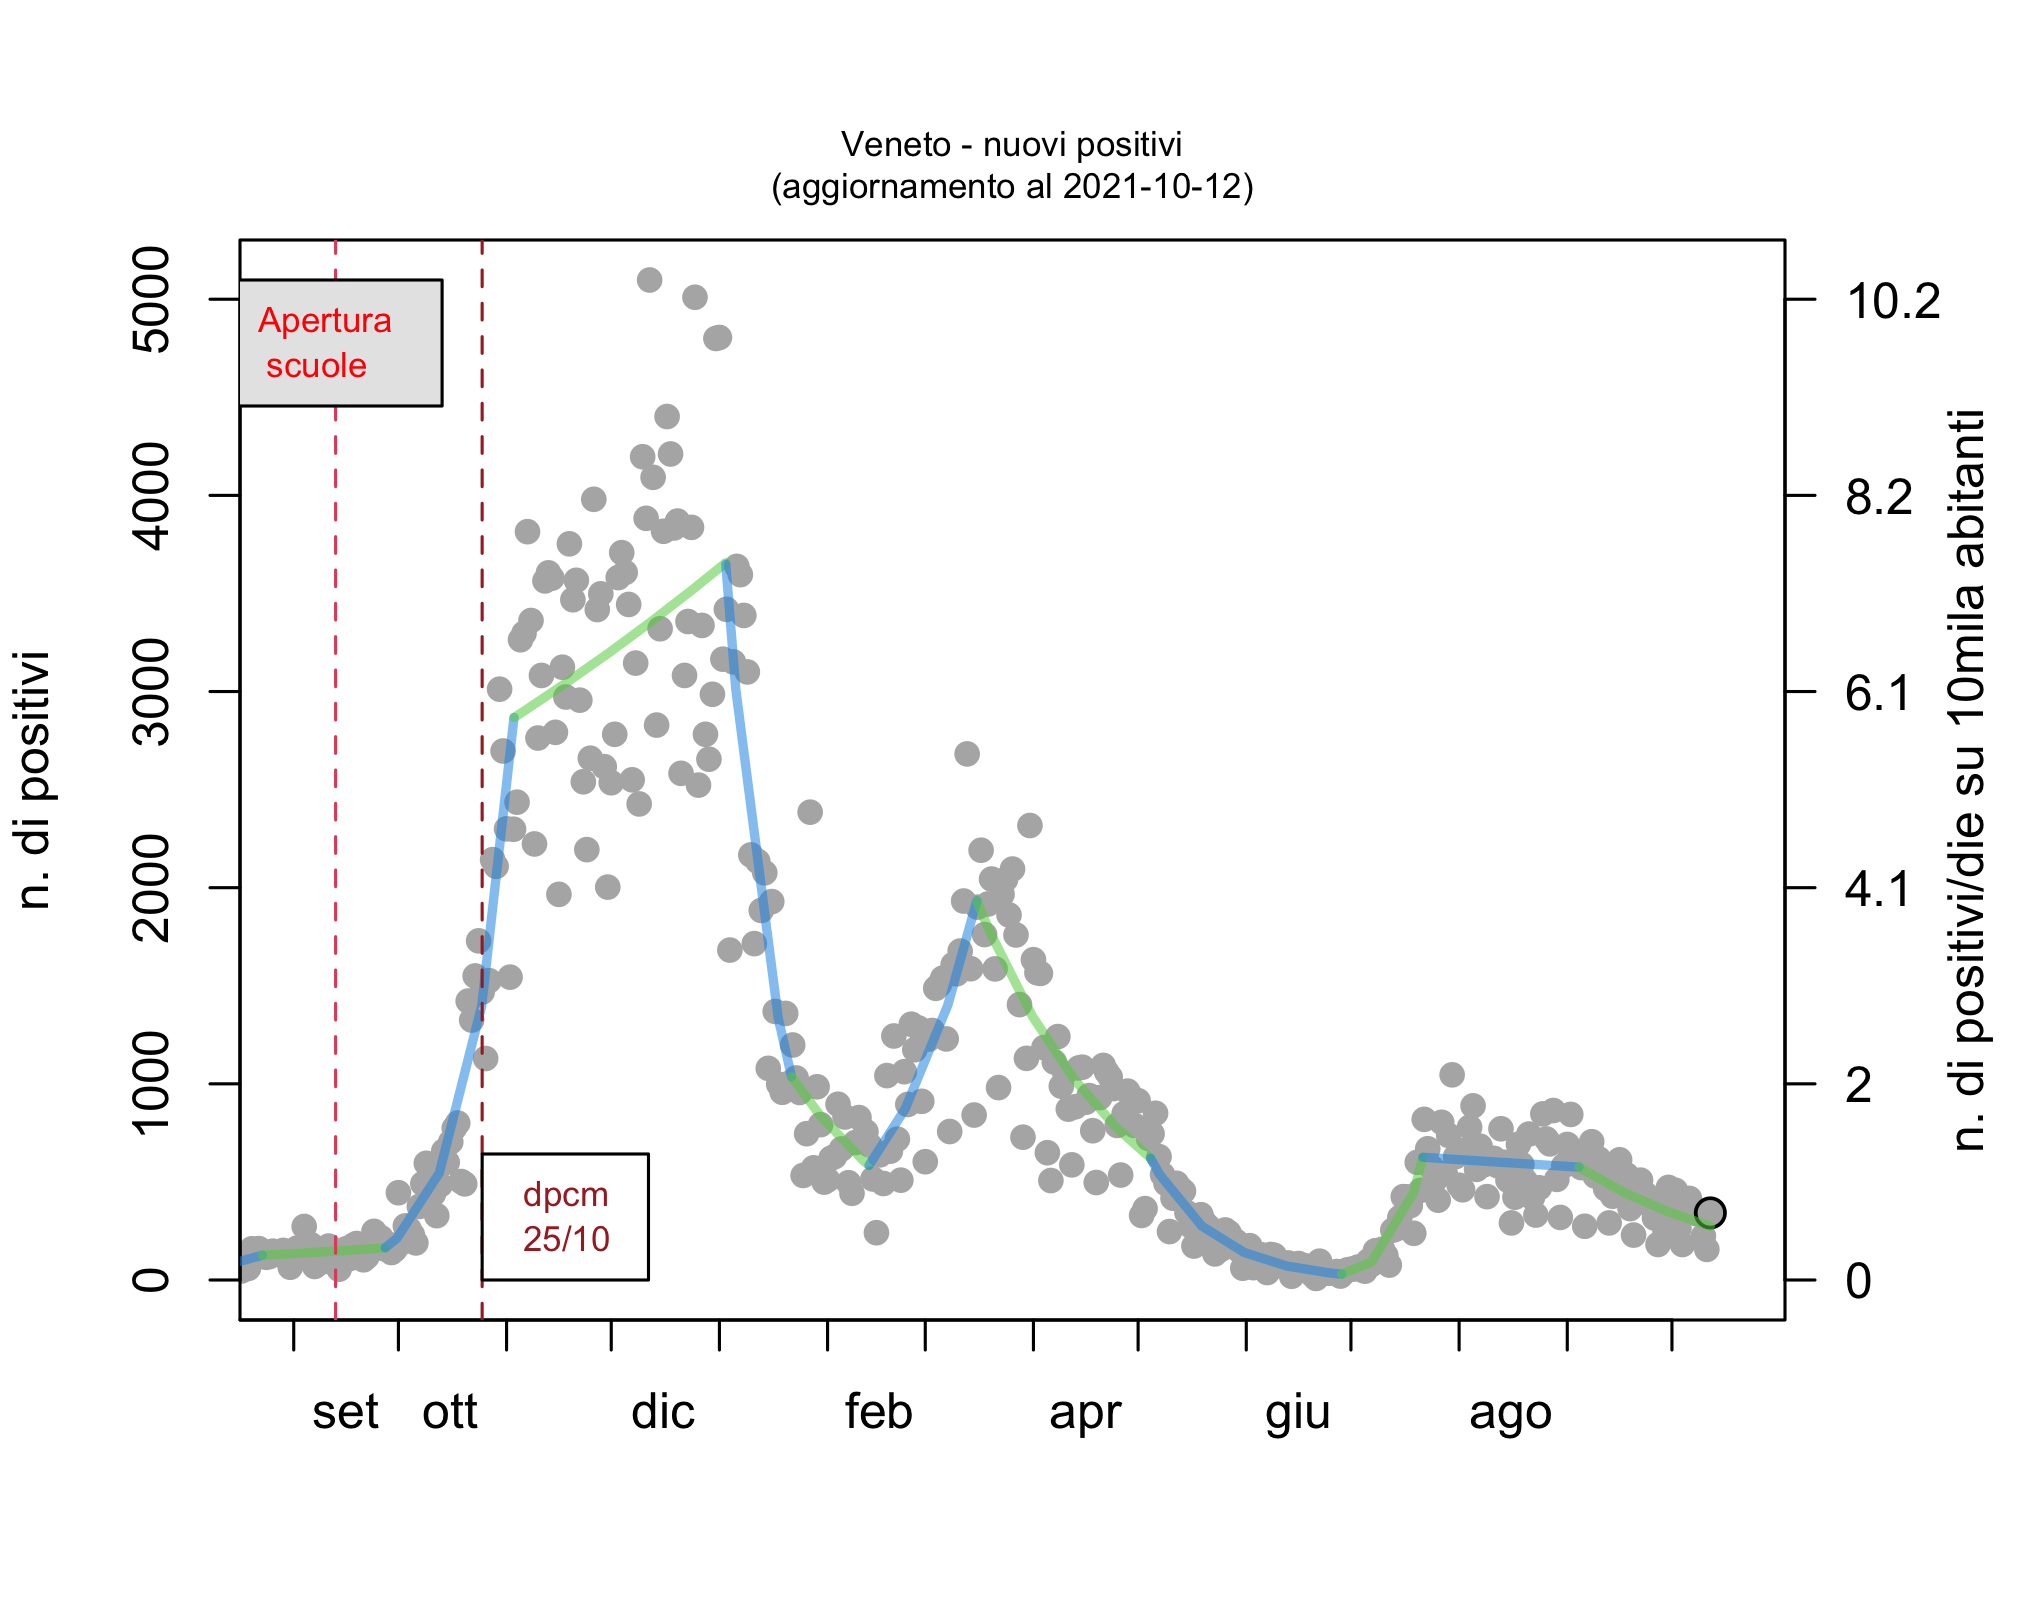 Veneto - nuovi positivi
(aggiornamento al 2021-10-12)
n. di positivi
5000
4000
3000
2000
1000
0
Apertura
scuole
dpcm
25/10
10.2
8.2
6.1
4.1
2
0
n. di positivi/die su 10mila abitanti
set ott dic feb apr giu ago